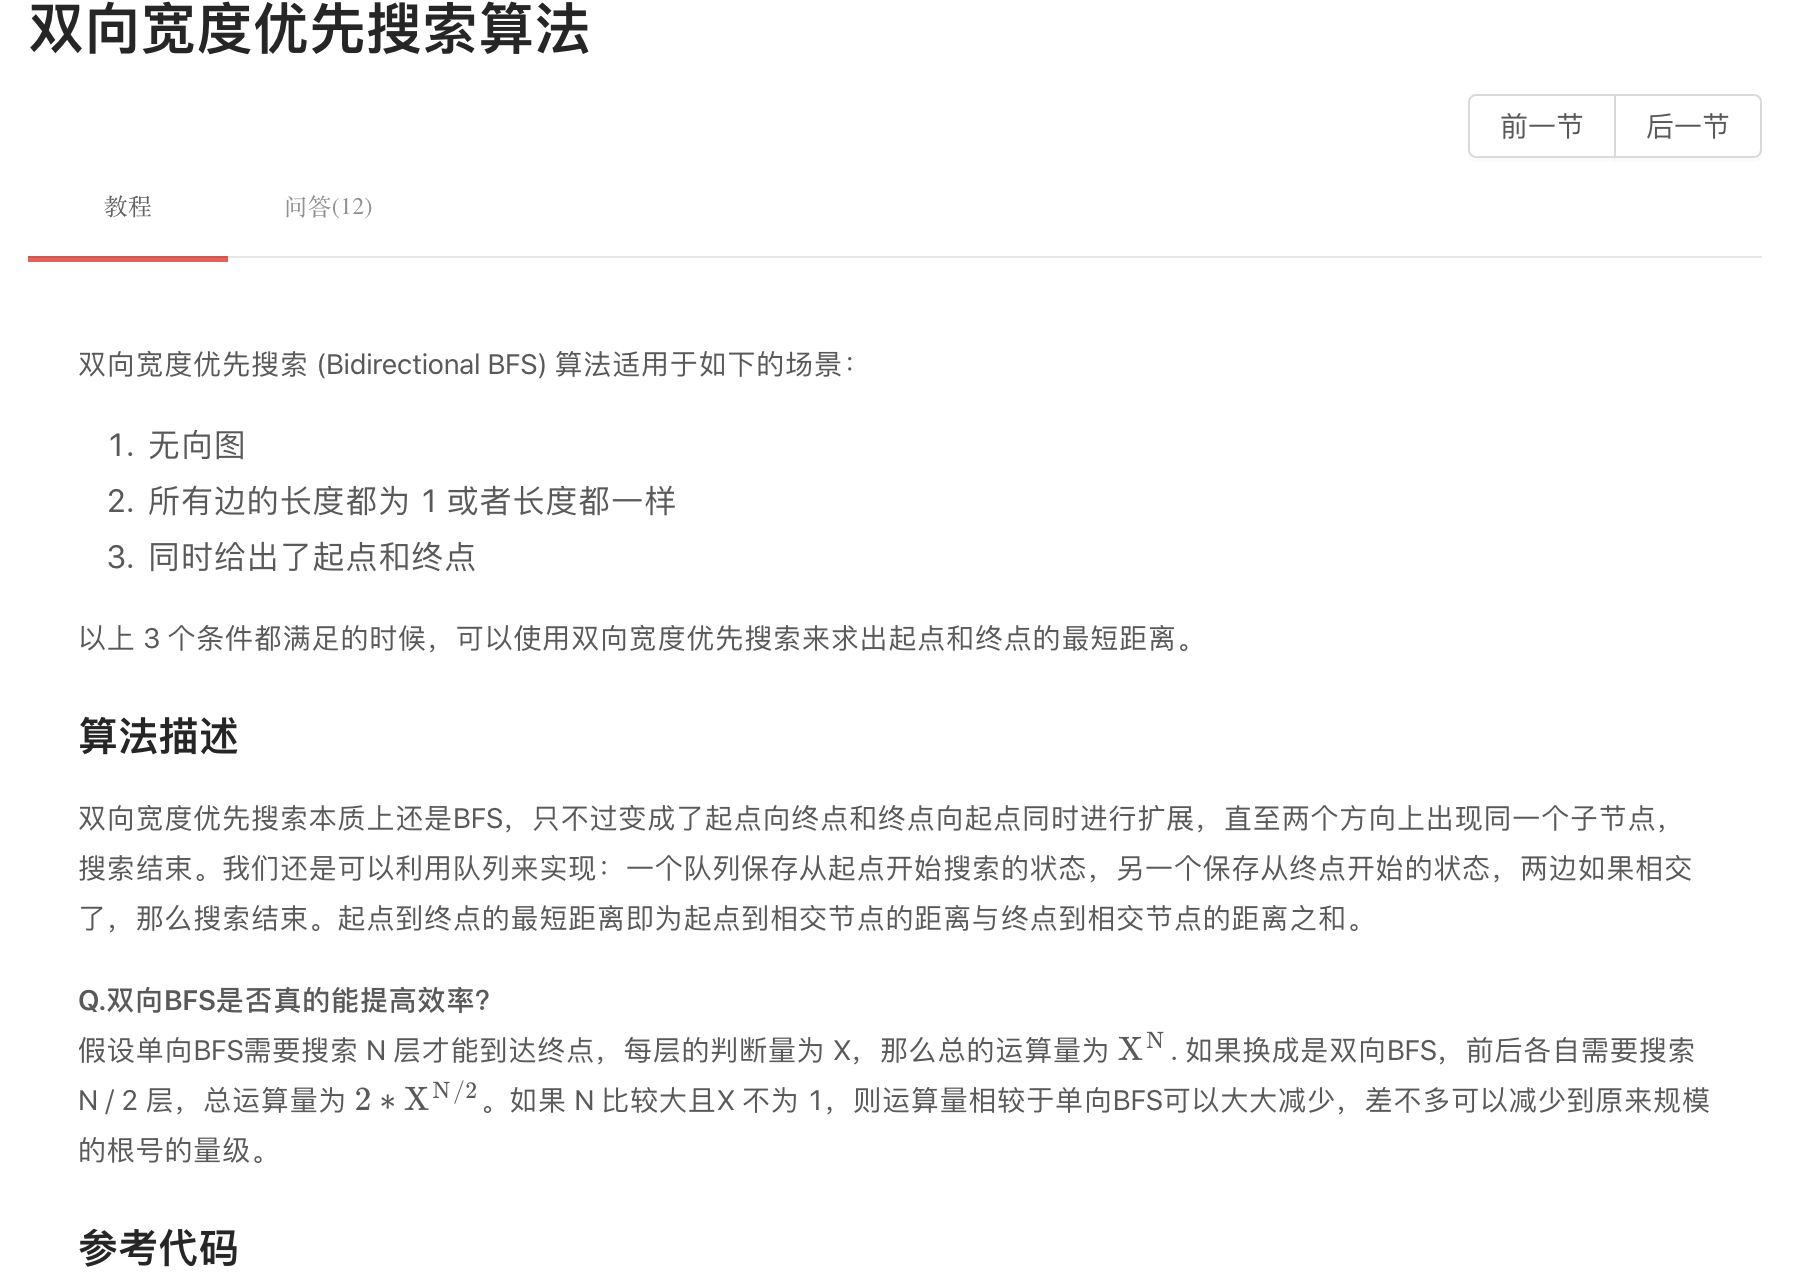 双向宽度优先搜索算法
前一节 后一节
教程 问答(12)
双向宽度优先搜索 (Bidirectional BFS) 算法适用于如下的场景：
1. 无向图
2. 所有边的长度都为 1 或者长度都一样
3. 同时给出了起点和终点
以上 3 个条件都满足的时候，可以使用双向宽度优先搜索来求出起点和终点的最短距离。
算法描述
双向宽度优先搜索本质上还是BFS，只不过变成了起点向终点和终点向起点同时进行扩展，直至两个方向上出现同一个子节点，
搜索结束。我们还是可以利用队列来实现：一个队列保存从起点开始搜索的状态，另一个保存从终点开始的状态，两边如果相交
了，那么搜索结束。起点到终点的最短距离即为起点到相交节点的距离与终点到相交节点的距离之和。
Q.双向BFS是否真的能提高效率?
假设单向BFS需要搜索 N 层才能到达终点，每层的判断量为 X，那么总的运算量为 X^N. 如果换成是双向BFS，前后各自需要搜索
N / 2 层，总运算量为 2 * X^{N/2}。如果 N 比较大且X 不为 1，则运算量相较于单向BFS可以大大减少，差不多可以减少到原来规模
的根号的量级。
参考代码